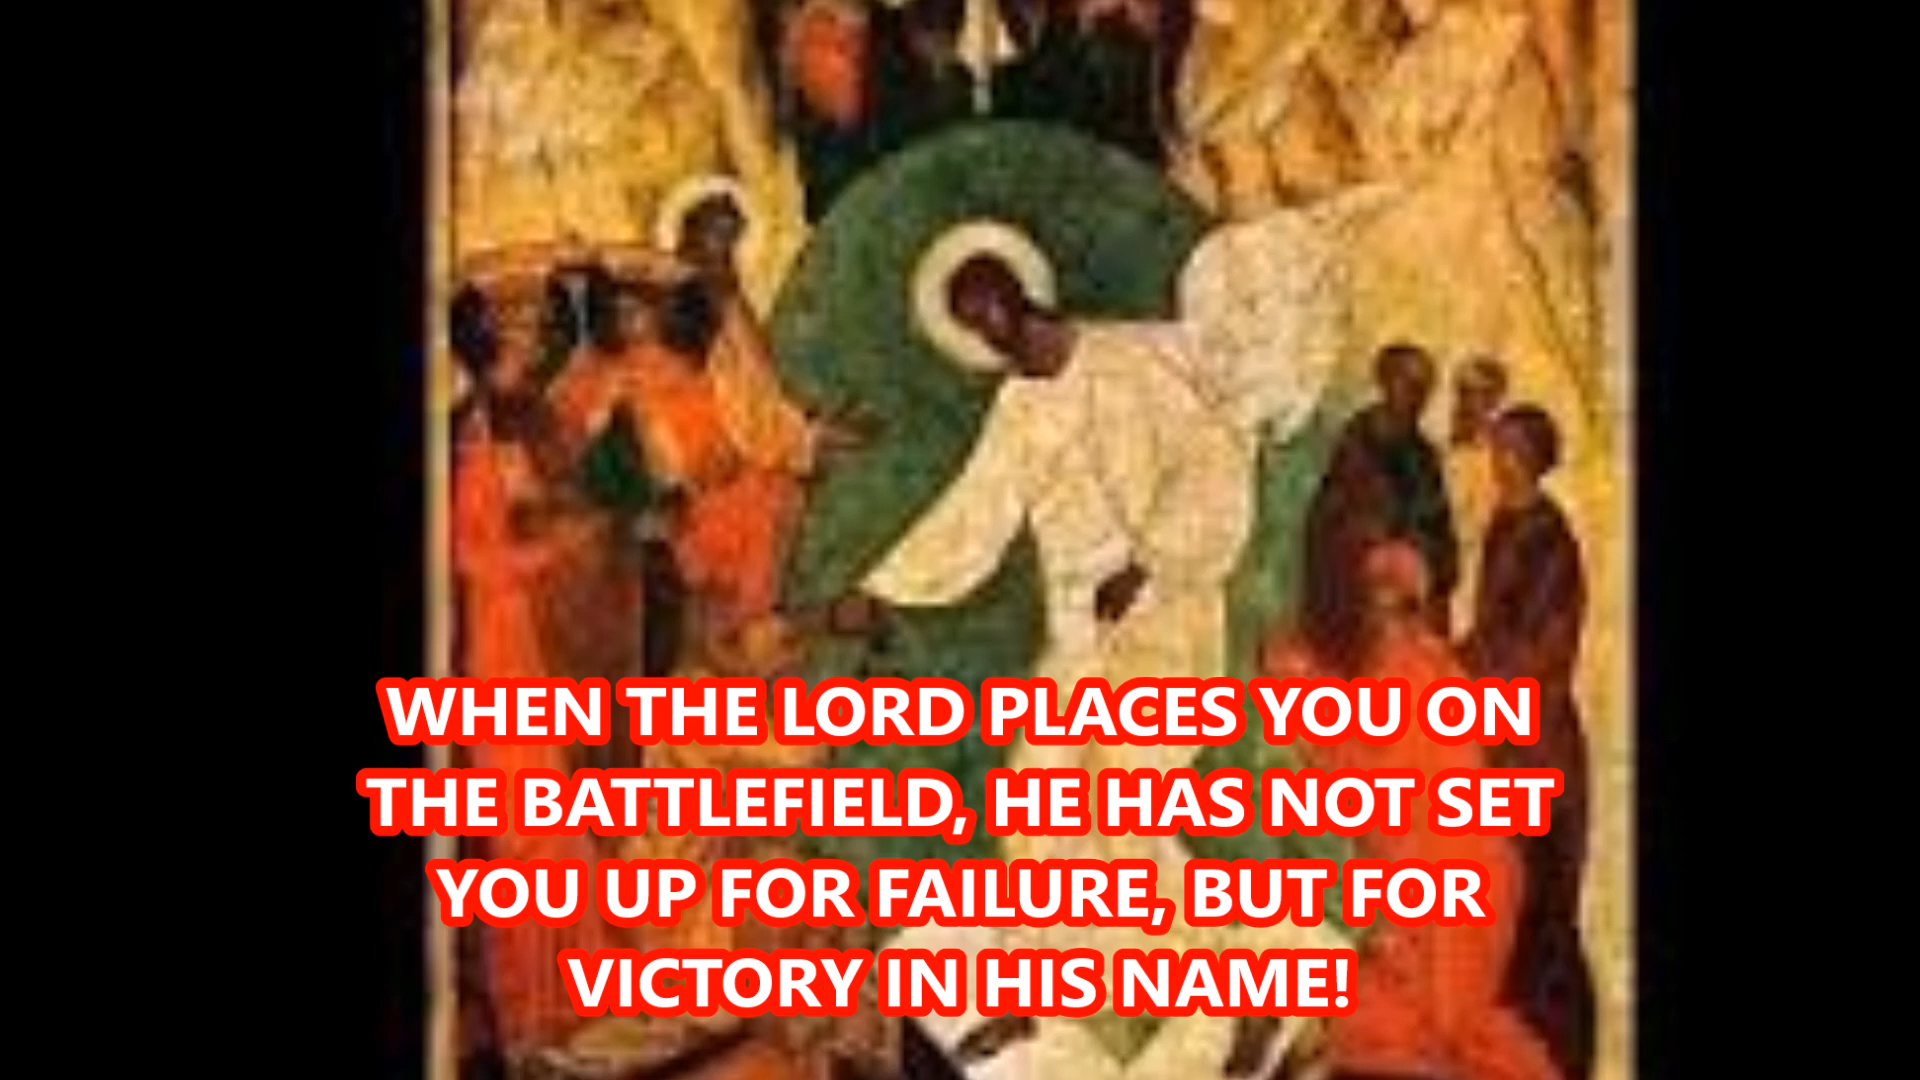 WHEN THE LORD PLACES YOU ON
THE BATTLEFIELD, HE HAS NOT SET
YOU UP FOR FAILURE, BUT FOR
VICTORY IN HIS NAME!